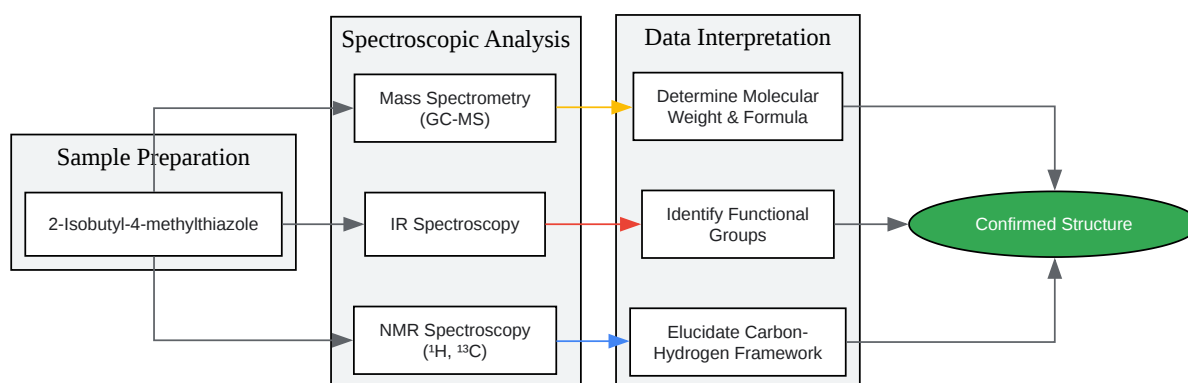 Spectroscopic Analysis
Data Interpretation
Mass Spectrometry
(GC-MS)
Determine Molecular
Weight & Formula
Sample Preparation
2-Isobutyl-4-methylthiazole
IR Spectroscopy
Identify Functional
Groups
Confirmed Structure
NMR Spectroscopy
(¹H, ¹³C)
Elucidate Carbon-
Hydrogen Framework